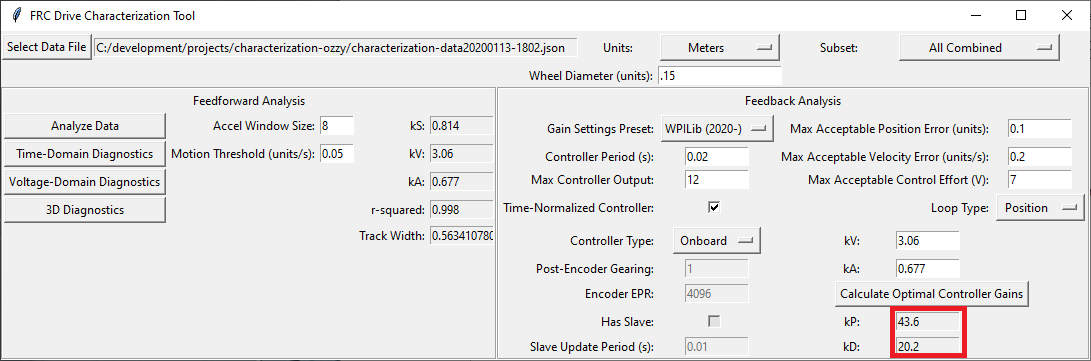 FRC Drive Characterization Tool
Select Data File C:/development/projects/characterization-ozzy/characterization-data20200113-1802.json Units: Meters Subset: All Combined
Wheel Diameter (units): .15
Feedforward Analysis
Analyze Data Accel Window Size: 8 kS: 0.814
Time-Domain Diagnostics Motion Threshold (units/s): 0.05 kV: 3.06
Voltage-Domain Diagnostics kA: 0.677
3D Diagnostics r-squared: 0.998
Track Width: 0.563410780
Feedback Analysis
Gain Settings Preset: WPILib (2020-) Max Acceptable Position Error (units): 0.1
Controller Period (s): 0.02 Max Acceptable Velocity Error (units/s): 0.2
Max Controller Output: 12 Max Acceptable Control Effort (V): 7
Time-Normalized Controller: Loop Type: Position
Controller Type: Onboard kV: 3.06
Post-Encoder Gearing: 1 kA: 0.677
Encoder EPR: 4096 Calculate Optimal Controller Gains
Has Slave: kP: 43.6
Slave Update Period (s): 0.01 kD: 20.2